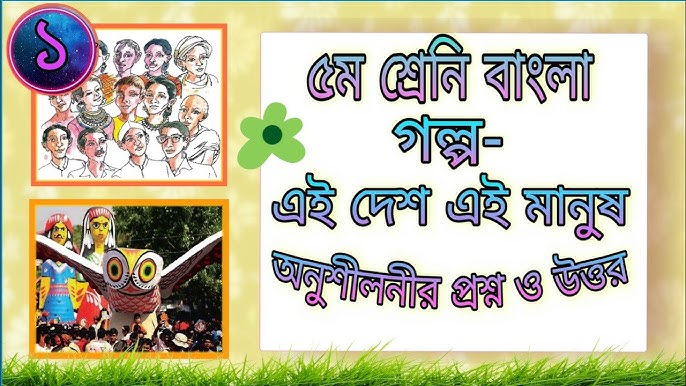 ১
৫ম শ্রেনি বাংলা
গল্প-
এই দেশ এই মানুষ
অনুশীলনীর প্রশ্ন ও উত্তর